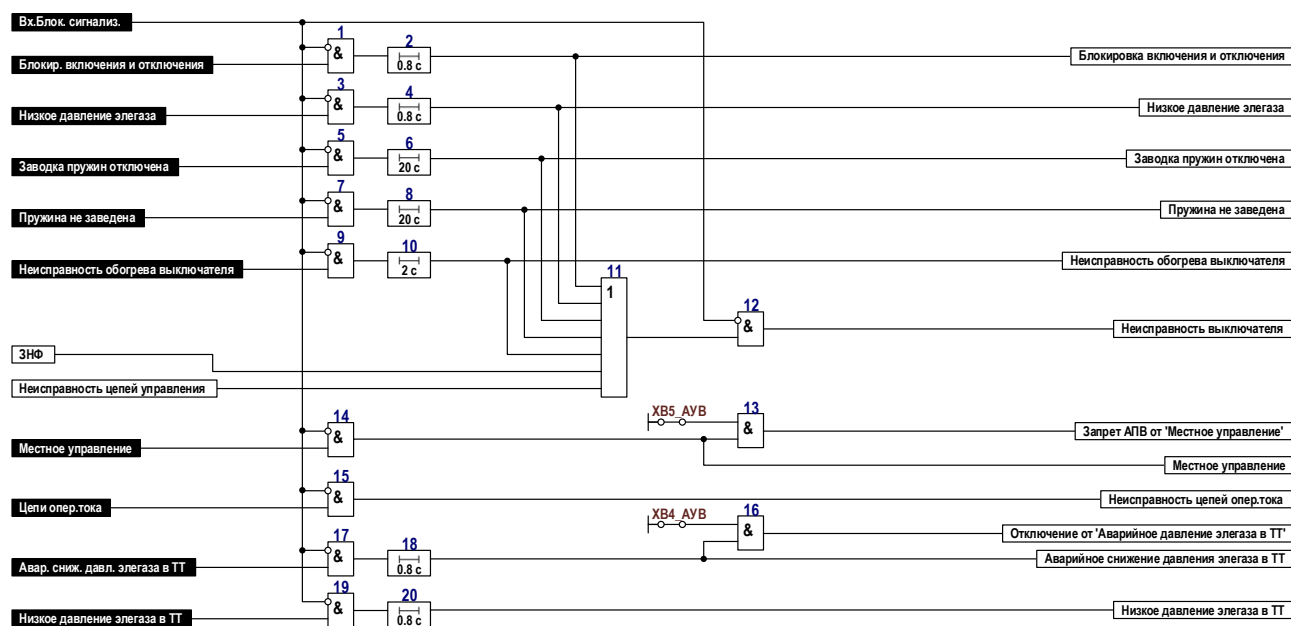 Вх.Блок. сигнализ.
1
&
2
0.8 с
Блокир. включения и отключения
Блокировка включения и отключения
3
&
4
0.8 с
Низкое давление элегаза
Низкое давление элегаза
5
&
6
20 с
Заводка пружин отключена
Заводка пружин отключена
7
&
8
20 с
Пружина не заведена
Пружина не заведена
9
&
10
2 с
Неисправность обогрева выключателя
Неисправность обогрева выключателя
11
1
12
&
Неисправность выключателя
ЗНФ
Неисправность цепей управления
XB5_АУВ
13
&
Запрет АПВ от 'Местное управление'
14
&
Местное управление
Местное управление
15
&
Цепи опер.тока
Неисправность цепей опер.тока
XB4_АУВ
16
&
Отключение от 'Аварийное давление элегаза в ТТ'
17
&
18
0.8 с
Авар. сниж. давл. элегаза в ТТ
Аварийное снижение давления элегаза в ТТ
19
&
20
0.8 с
Низкое давление элегаза в ТТ
Низкое давление элегаза в ТТ